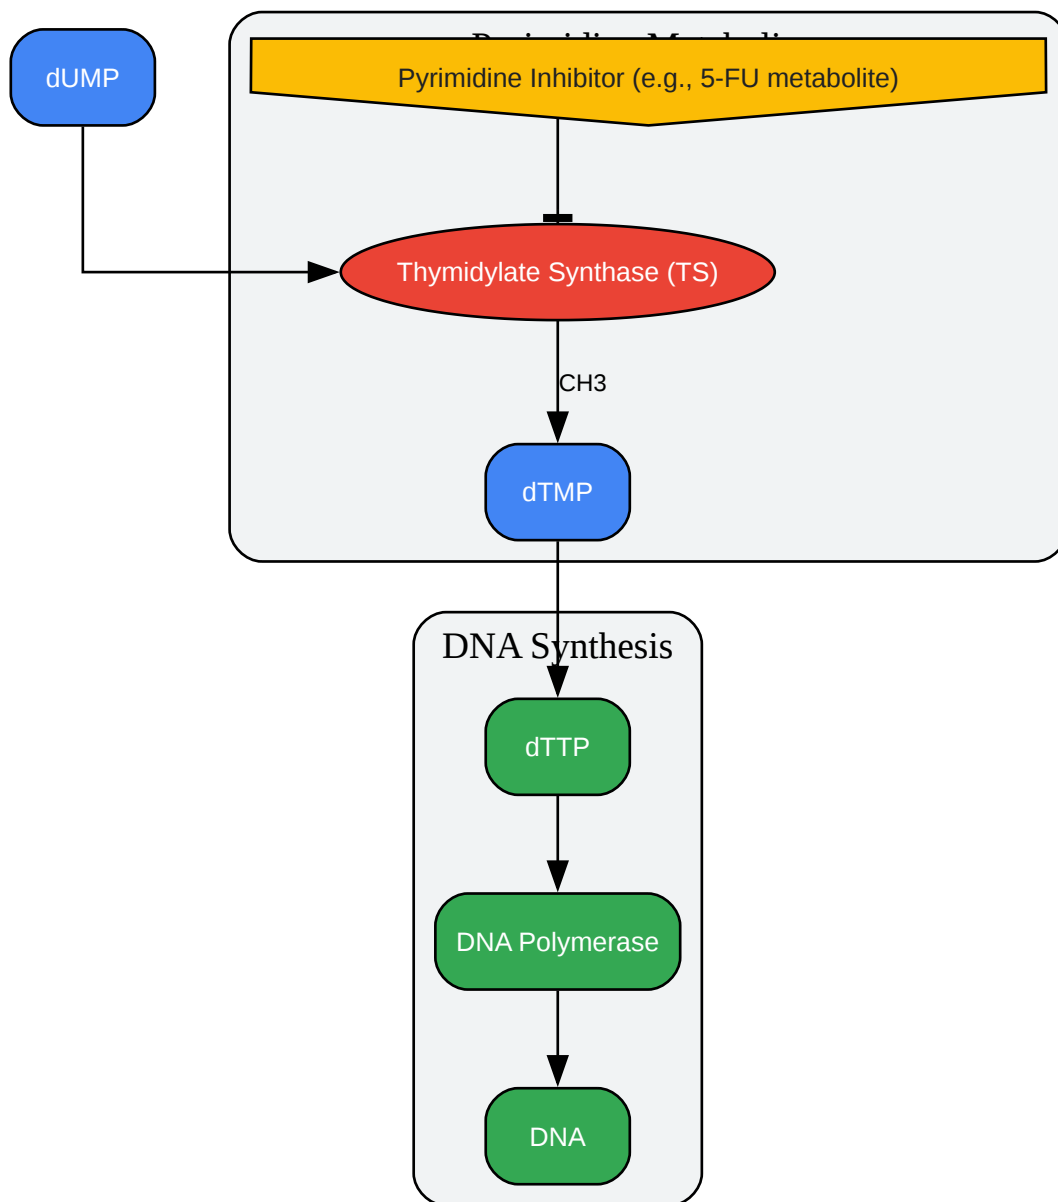 dUMP
Pyrimidine Inhibitor (e.g., 5-FU metabolite)
Thymidylate Synthase (TS)
CH3
dTMP
DNA Synthesis
dTTP
DNA Polymerase
DNA